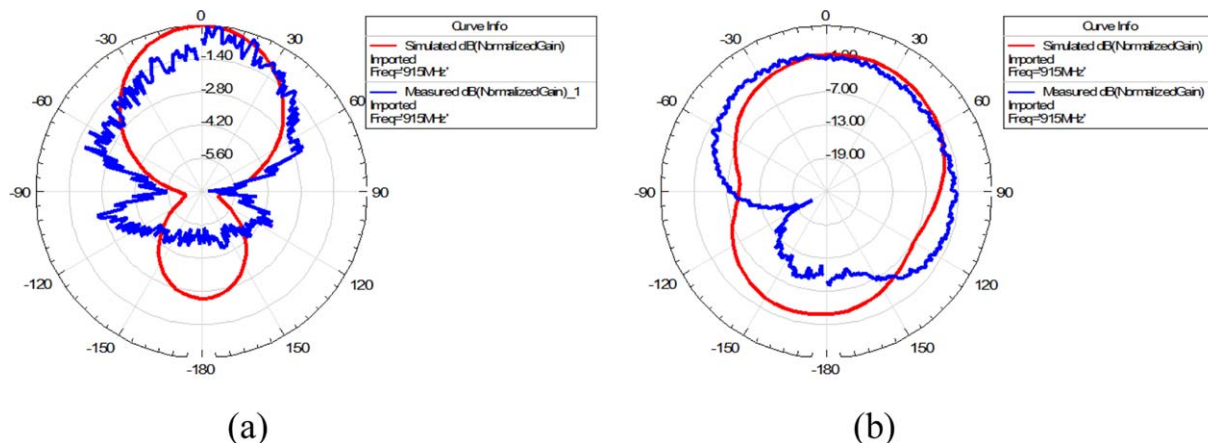 0
-30
30
-1.40
-60
60
-2.80
-4.20
-5.60
-90
90
-120
120
-150
150
-180
Curve Info
Simulated dB(NormalizedGain)
Imported
Freq='915MHz'
Measured dB(NormalizedGain)_1
Imported
Freq='915MHz'
(a)
0
-30
30
-1.00
-60
60
-7.00
-13.00
-19.00
-90
90
-120
120
-150
150
-180
Curve Info
Simulated dB(NormalizedGain)
Imported
Freq='915MHz'
Measured dB(NormalizedGain)
Imported
Freq='915MHz'
(b)